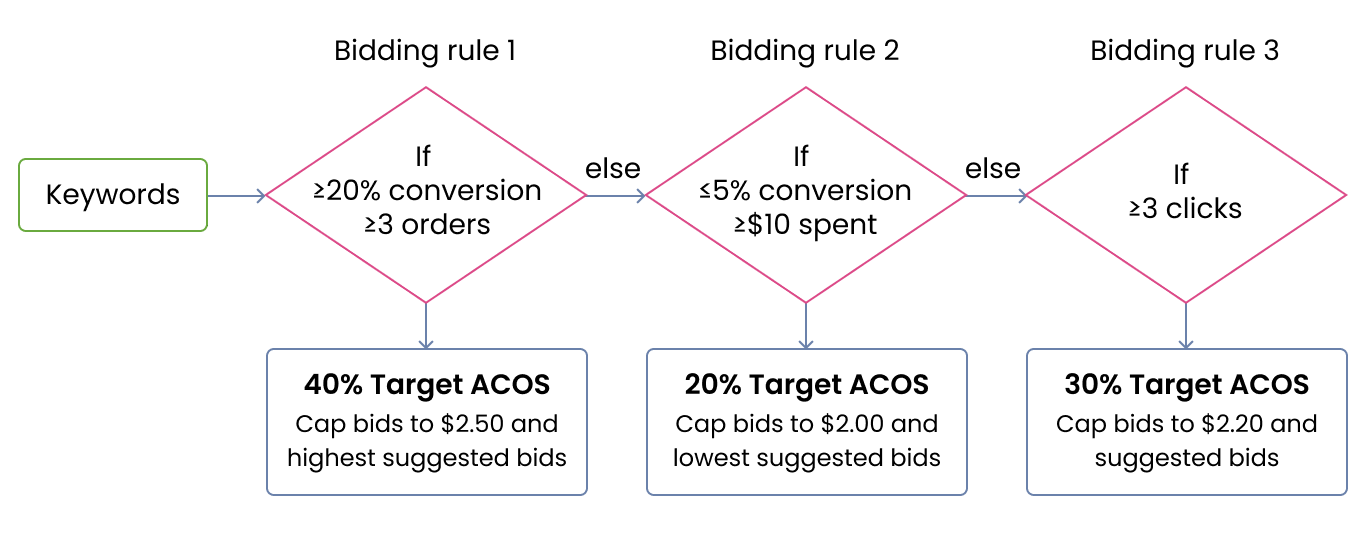 Bidding rule 1
Bidding rule 2
Bidding rule 3
Keywords
If
≥20% conversion
≥3 orders
else
If
≤5% conversion
≥$10 spent
else
If
≥3 clicks
40% Target ACOS
Cap bids to $2.50 and
highest suggested bids
20% Target ACOS
Cap bids to $2.00 and
lowest suggested bids
30% Target ACOS
Cap bids to $2.20 and
suggested bids